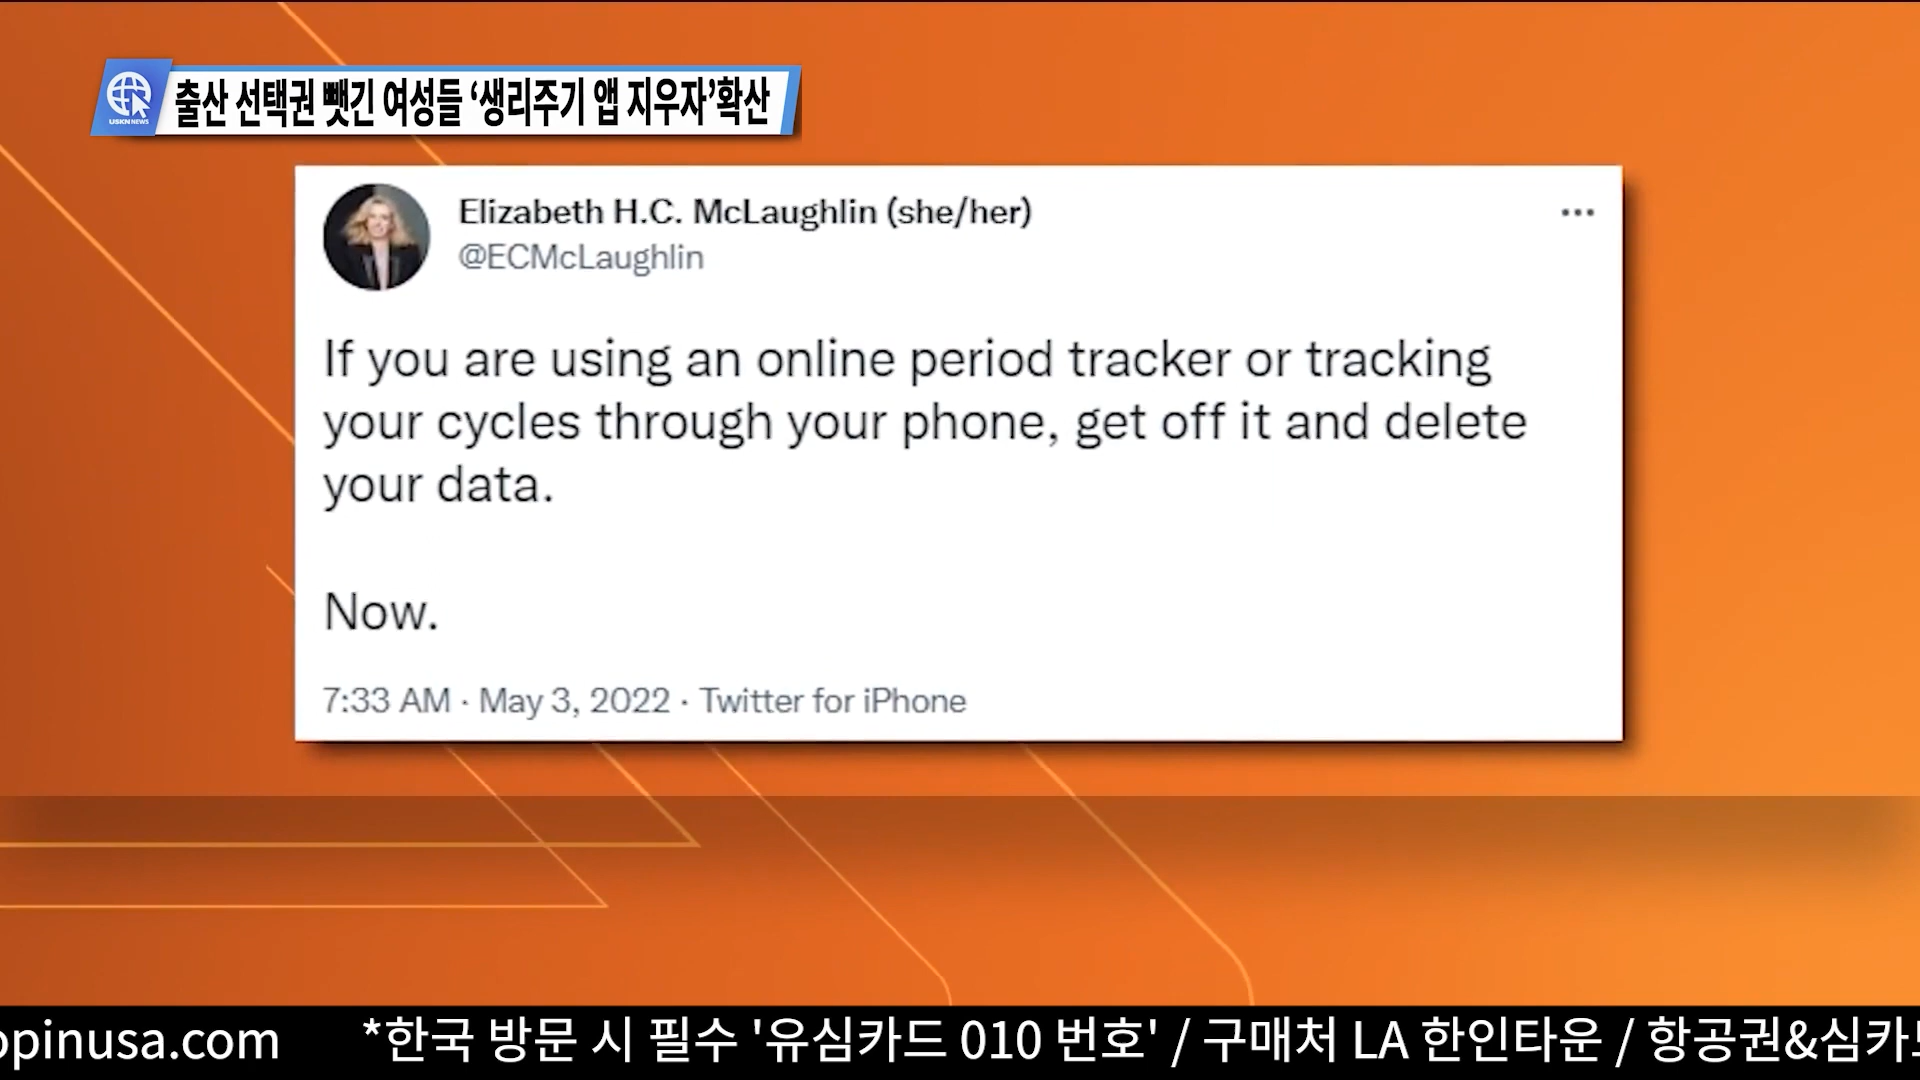 출산 선택권 뺏긴 여성들 ‘생리주기 앱 지우자’확산
USKN NEWS
Elizabeth H.C. McLaughlin (she/her)
@ECMcLaughlin
If you are using an online period tracker or tracking
your cycles through your phone, get off it and delete
your data.
Now.
7:33 AM · May 3, 2022 · Twitter for iPhone
opinusa.com *한국 방문 시 필수 '유심카드 010 번호' / 구매처 LA 한인타운 / 항공권&심카